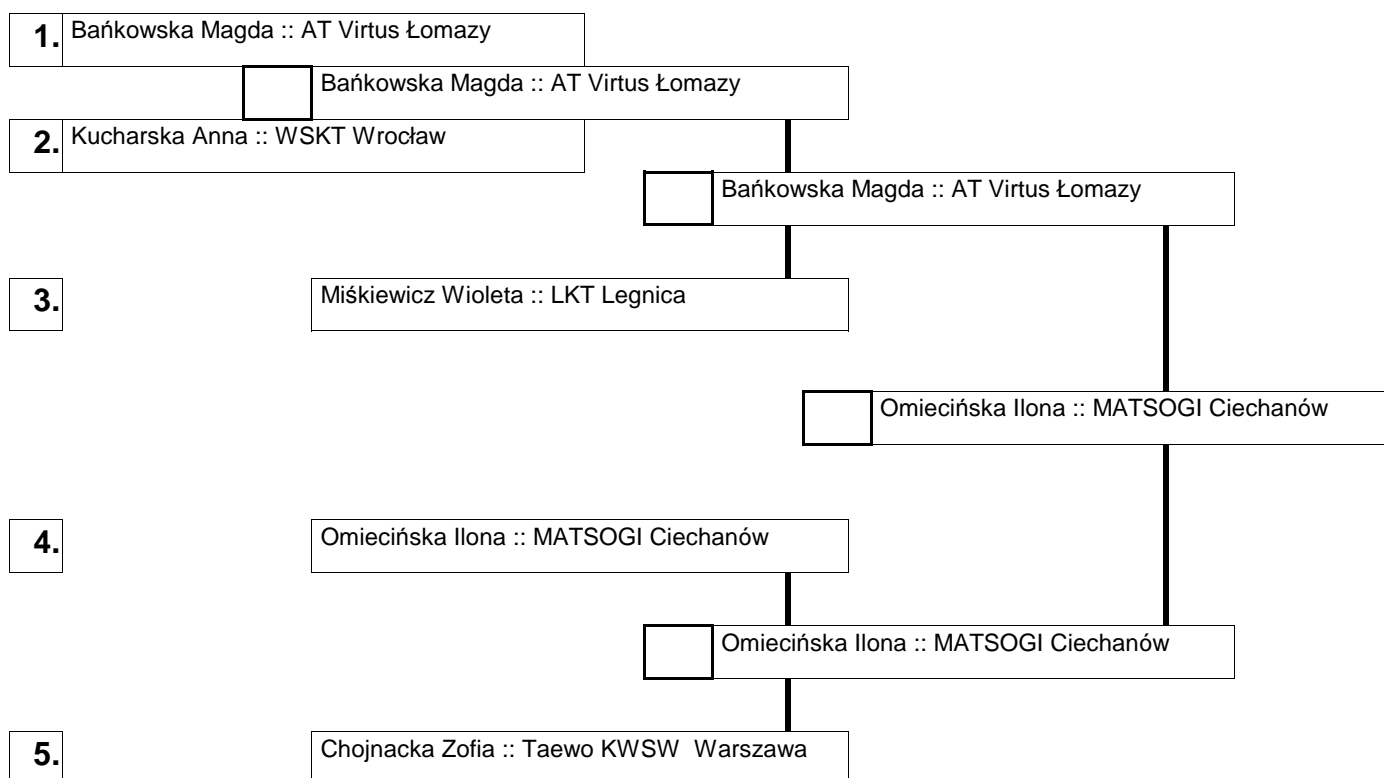 1. Bańkowska Magda :: AT Virtus Łomazy
Bańkowska Magda :: AT Virtus Łomazy
2. Kucharska Anna :: WSKT Wrocław
Bańkowska Magda :: AT Virtus Łomazy
3. Miśkiewicz Wioleta :: LKT Legnica
Omiecińska Ilona :: MATSOGI Ciechanów
4. Omiecińska Ilona :: MATSOGI Ciechanów
Omiecińska Ilona :: MATSOGI Ciechanów
5. Chojnacka Zofia :: Taewo KWSW Warszawa